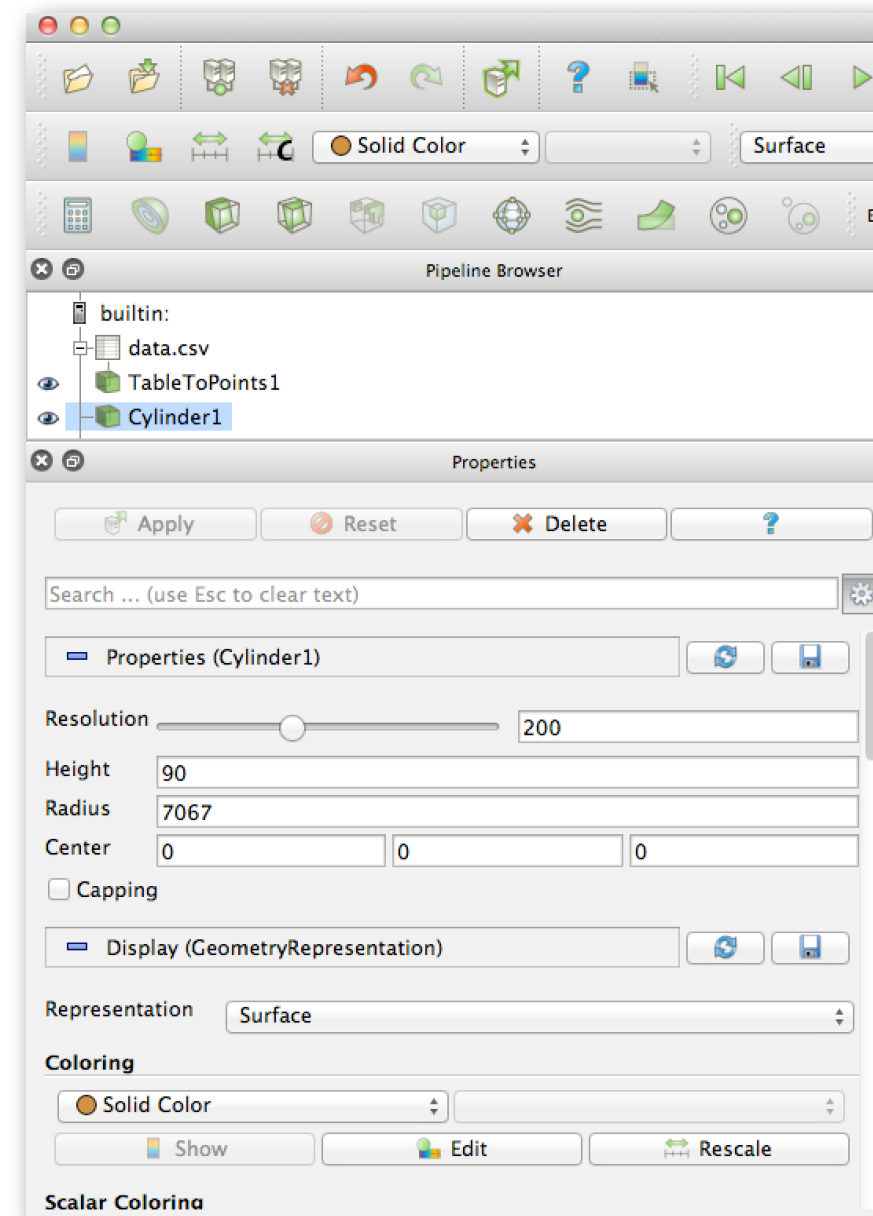 Solid Color
Surface
Pipeline Browser
builtin:
data.csv
TableToPoints1
Cylinder1
Properties
Apply Reset Delete ?
Search ... (use Esc to clear text)
Properties (Cylinder1)
Resolution 200
Height 90
Radius 7067
Center 0 0 0
Capping
Display (GeometryRepresentation)
Representation Surface
Coloring
Solid Color
Show Edit Rescale
Scalar Coloring